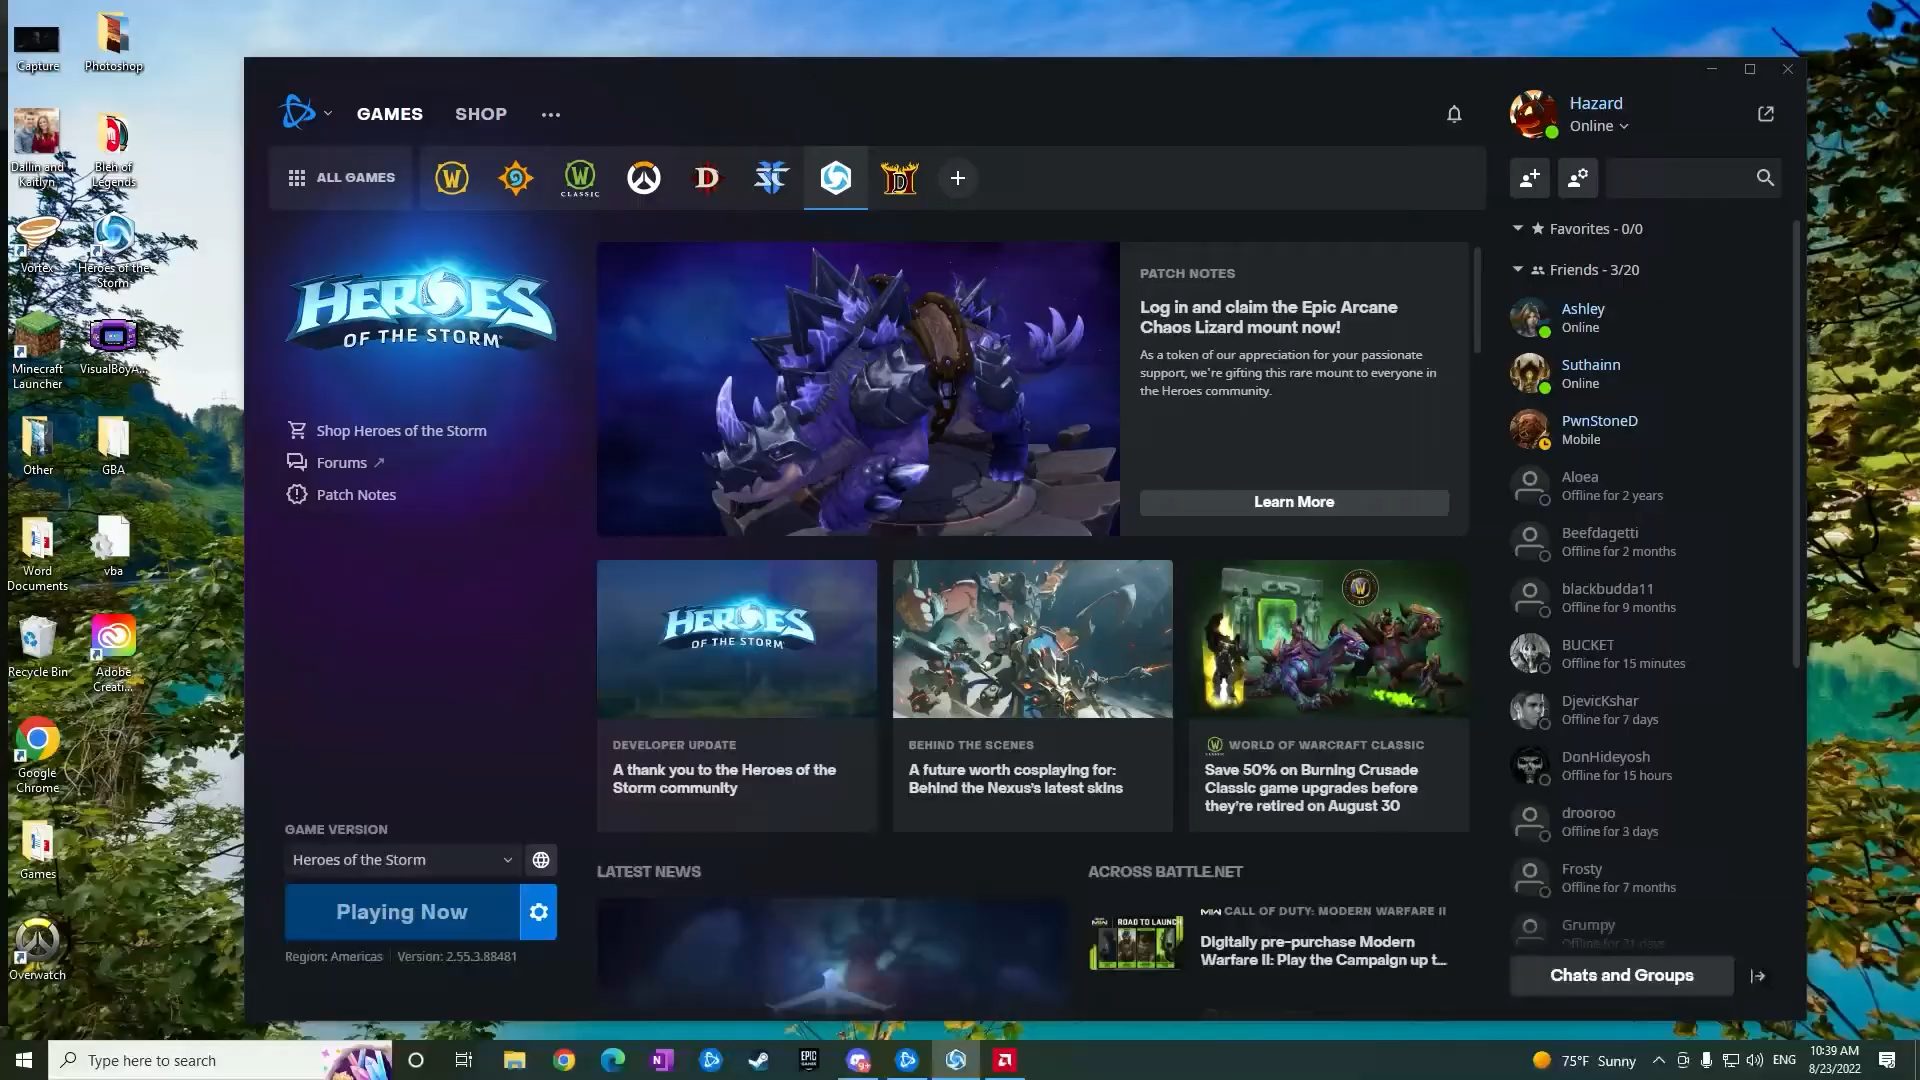 Capture
Photoshop
Dallin and
Kaitlyn
Bleh of
Legends
Vortex
Heroes of the
Storm
Minecraft
Launcher
VisualBoyA...
Other
GBA
Word
Documents
vba
Recycle Bin
Adobe
Creati...
Google
Chrome
Games
Overwatch
GAMES
SHOP
ALL GAMES
CLASSIC
HEROES
OF THE STORM
Shop Heroes of the Storm
Forums
Patch Notes
GAME VERSION
Heroes of the Storm
Playing Now
Region: Americas
Version: 2.55.3.88481
PATCH NOTES
Log in and claim the Epic Arcane
Chaos Lizard mount now!
As a token of our appreciation for your passionate
support, we're gifting this rare mount to everyone in
the Heroes community.
Learn More
HEROES
OF THE STORM
DEVELOPER UPDATE
A thank you to the Heroes of the
Storm community
BEHIND THE SCENES
A future worth cosplaying for:
Behind the Nexus's latest skins
WORLD OF WARCRAFT CLASSIC
Save 50% on Burning Crusade
Classic game upgrades before
they're retired on August 30
LATEST NEWS
ACROSS BATTLE.NET
ROAD TO LAUNCH
CALL OF DUTY: MODERN WARFARE II
Digitally pre-purchase Modern
Warfare II: Play the Campaign up t...
Hazard
Online
Favorites - 0/0
Friends - 3/20
Ashley
Online
Suthainn
Online
PwnStoneD
Mobile
Aloea
Offline for 2 years
Beefdagetti
Offline for 2 months
blackbudda11
Offline for 9 months
BUCKET
Offline for 15 minutes
DjevicKshar
Offline for 7 days
DonHideyosh
Offline for 15 hours
drooroo
Offline for 3 days
Frosty
Offline for 7 months
Grumpy
Offline for 21 days
Chats and Groups
Type here to search
EPIC
GAMES
9+
75°F Sunny
ENG
10:39 AM
8/23/2022